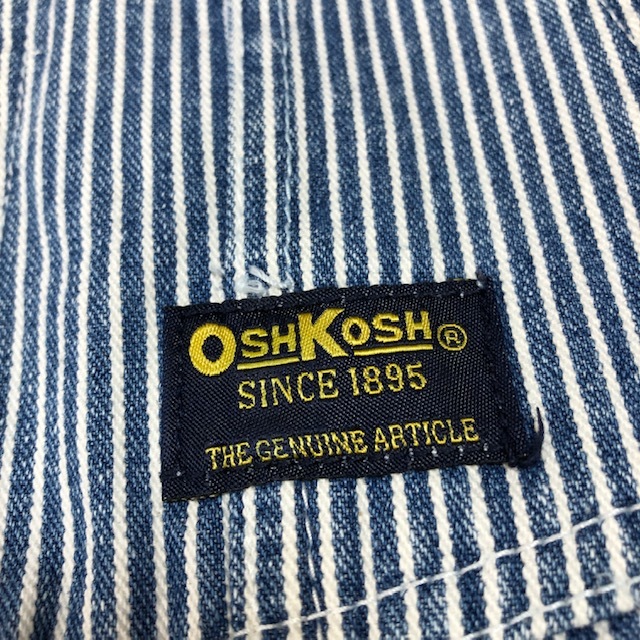 OSHKOSH®
SINCE 1895
THE GENUINE ARTICLE